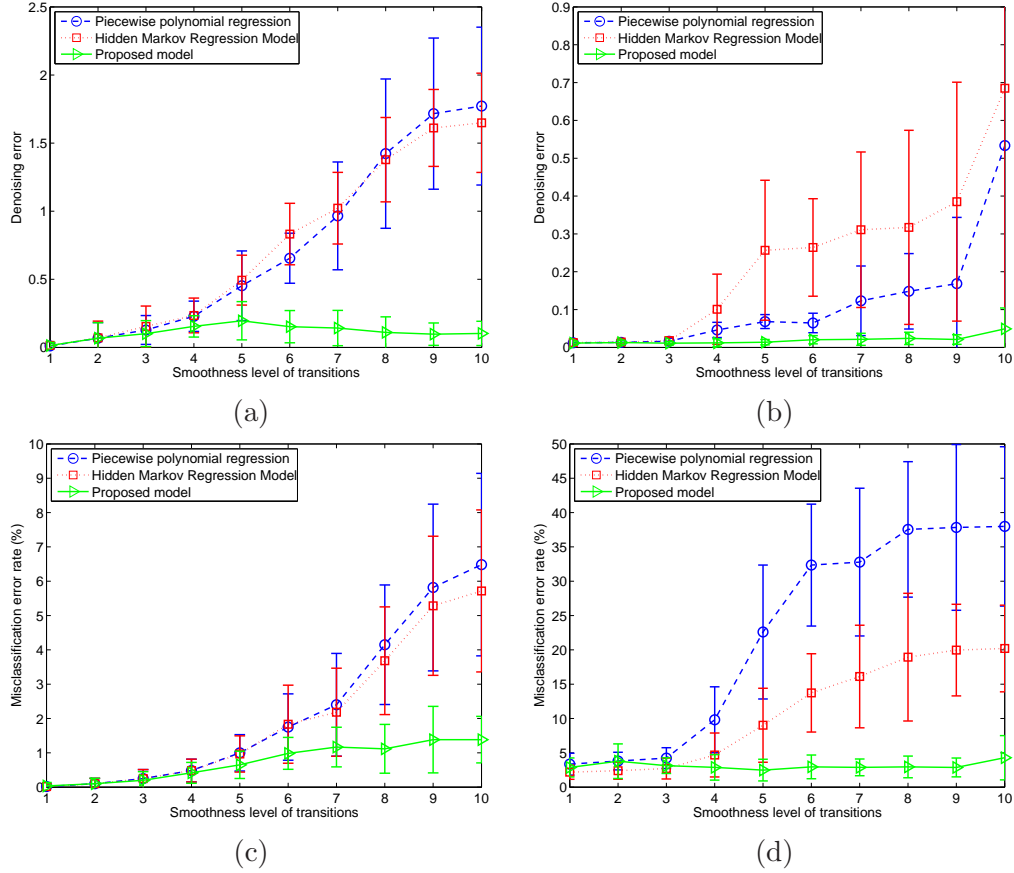 2.5
2
1.5
1
0.5
0
Denoising error
Piecewise polynomial regression
Hidden Markov Regression Model
Proposed model
1 2 3 4 5 6 7 8 9 10
Smoothness level of transitions
(a)
0.9
0.8
0.7
0.6
0.5
0.4
0.3
0.2
0.1
0
Denoising error
Piecewise polynomial regression
Hidden Markov Regression Model
Proposed model
1 2 3 4 5 6 7 8 9 10
Smoothness level of transitions
(b)
10
9
8
7
6
5
4
3
2
1
0
Misclassification error rate (%)
Piecewise polynomial regression
Hidden Markov Regression Model
Proposed model
1 2 3 4 5 6 7 8 9 10
Smoothness level of transitions
(c)
50
45
40
35
30
25
20
15
10
5
0
Misclassification error rate (%)
Piecewise polynomial regression
Hidden Markov Regression Model
Proposed model
1 2 3 4 5 6 7 8 9 10
Smoothness level of transitions
(d)